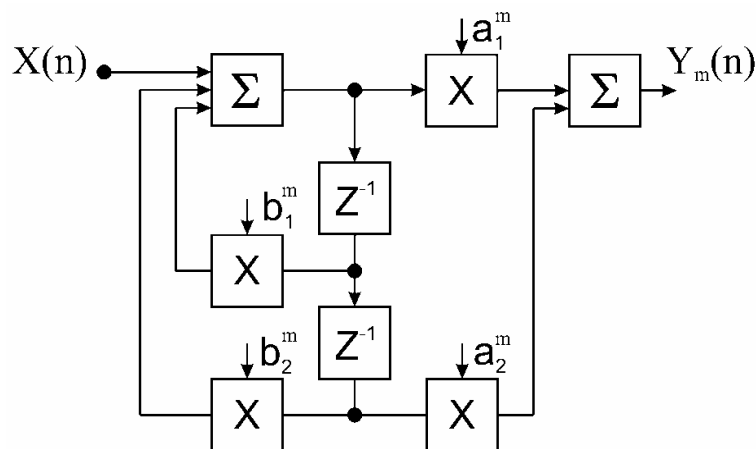 X(n)
Σ
a₁ᵐ
X
Σ
Yₘ(n)
Z⁻¹
b₁ᵐ
X
Z⁻¹
b₂ᵐ
X
a₂ᵐ
X